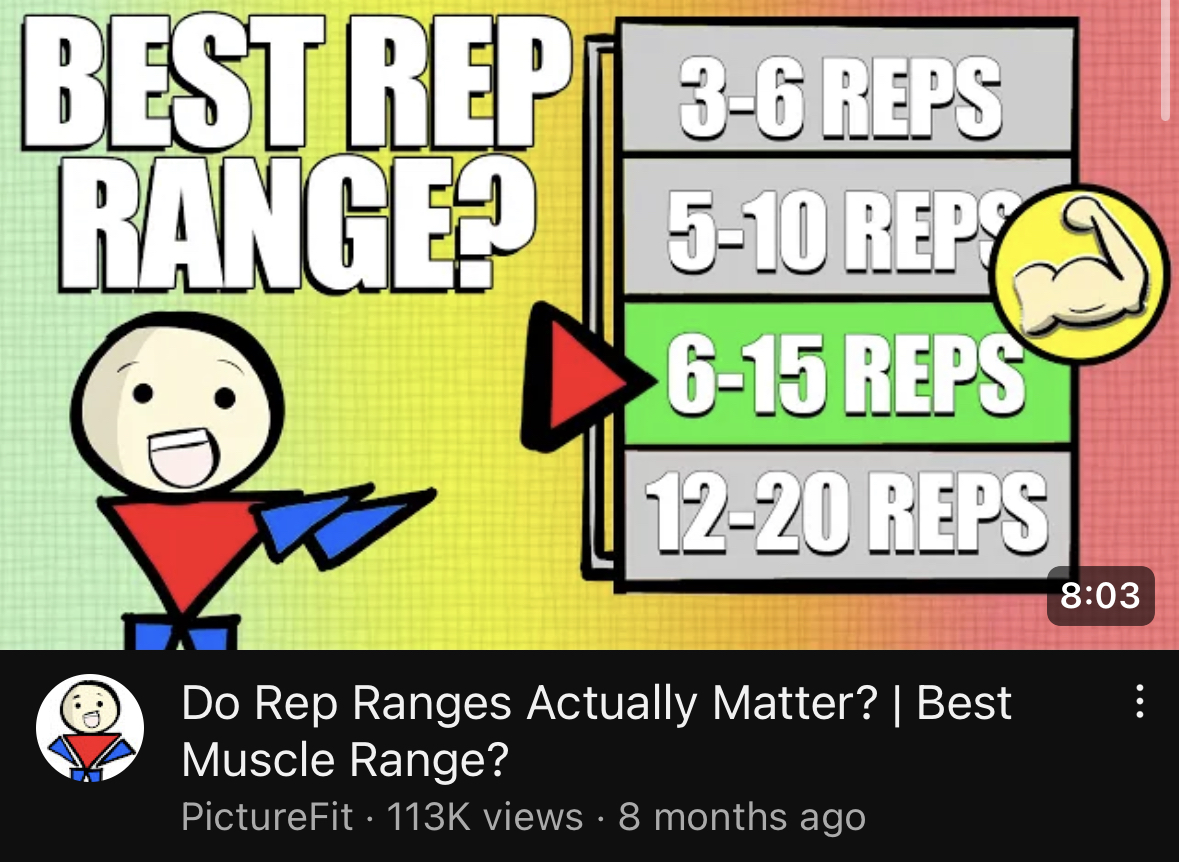 BEST REP
RANGE?
3-6 REPS
5-10 REPS
6-15 REPS
12-20 REPS
8:03
Do Rep Ranges Actually Matter? | Best
Muscle Range?
PictureFit · 113K views · 8 months ago